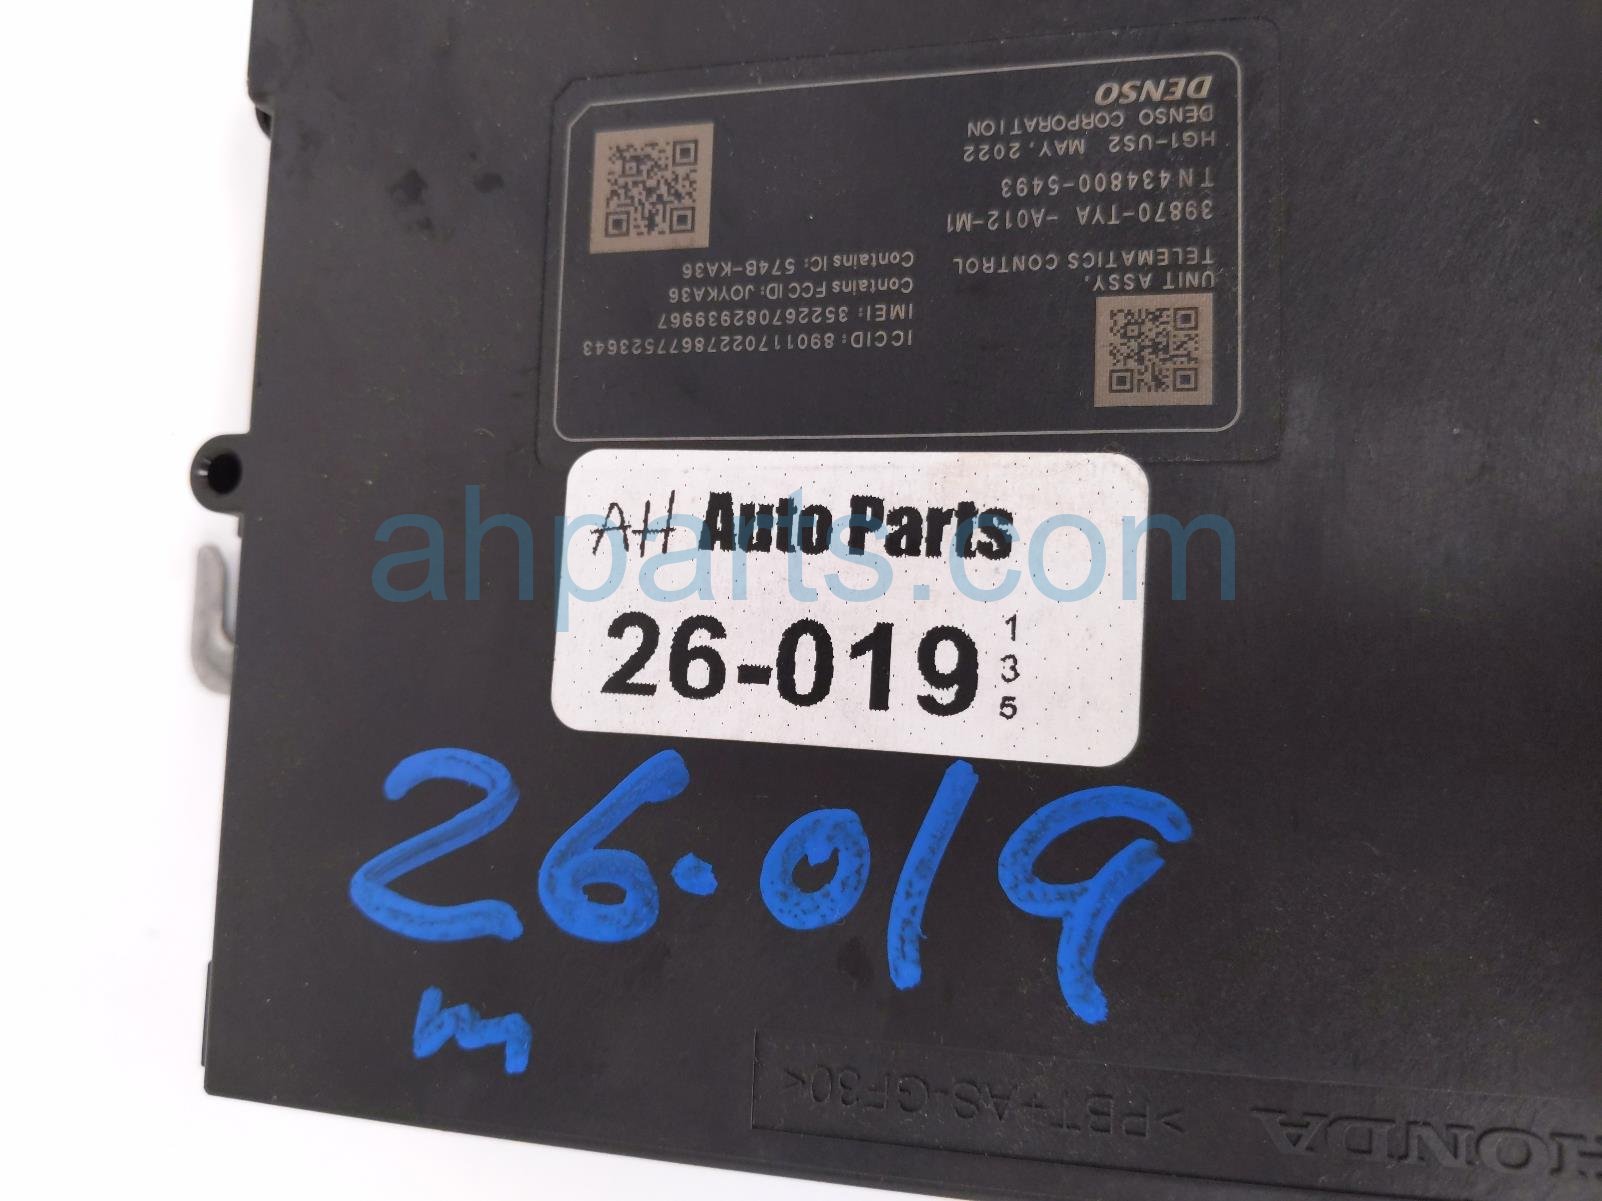 DENSO
DENSO CORPORATION
HG1-US2 MAY, 2022
TN434800-5493
39870-TYA -A012-M1
TELEMATICS CONTROL
UNIT ASSY.
Contains IC: 574B-KA36
Contains FCC ID: JOYKA36
IMEI: 352267082939967
ICCID: 89011702278677523643
AH Auto Parts
26-019
1
3
5
ahparts.com
26-019
m
>PBT+AS-GF30<
HONDA